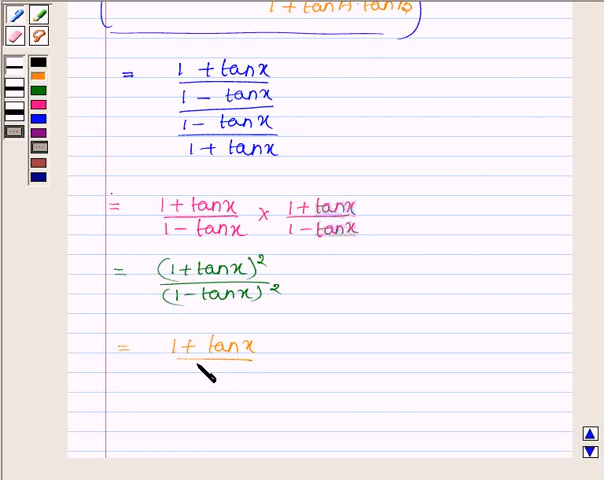 1 + tanA · tanB
= 1 + tanx
1 - tanx
1 - tanx
1 + tanx
= 1 + tanx / 1 - tanx × 1 + tanx / 1 - tanx
= (1 + tanx)² / (1 - tanx)²
= 1 + tanx